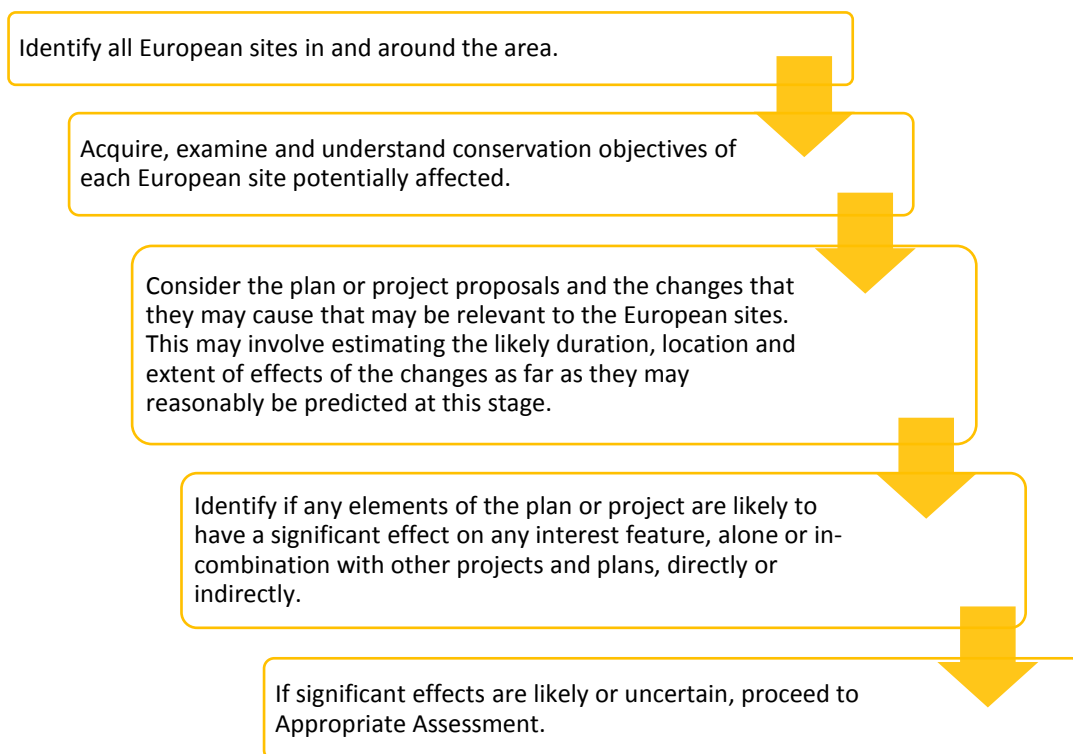 Identify all European sites in and around the area.
Acquire, examine and understand conservation objectives of
each European site potentially affected.
Consider the plan or project proposals and the changes that
they may cause that may be relevant to the European sites.
This may involve estimating the likely duration, location and
extent of effects of the changes as far as they may
reasonably be predicted at this stage.
Identify if any elements of the plan or project are likely to
have a significant effect on any interest feature, alone or in-
combination with other projects and plans, directly or
indirectly.
If significant effects are likely or uncertain, proceed to
Appropriate Assessment.